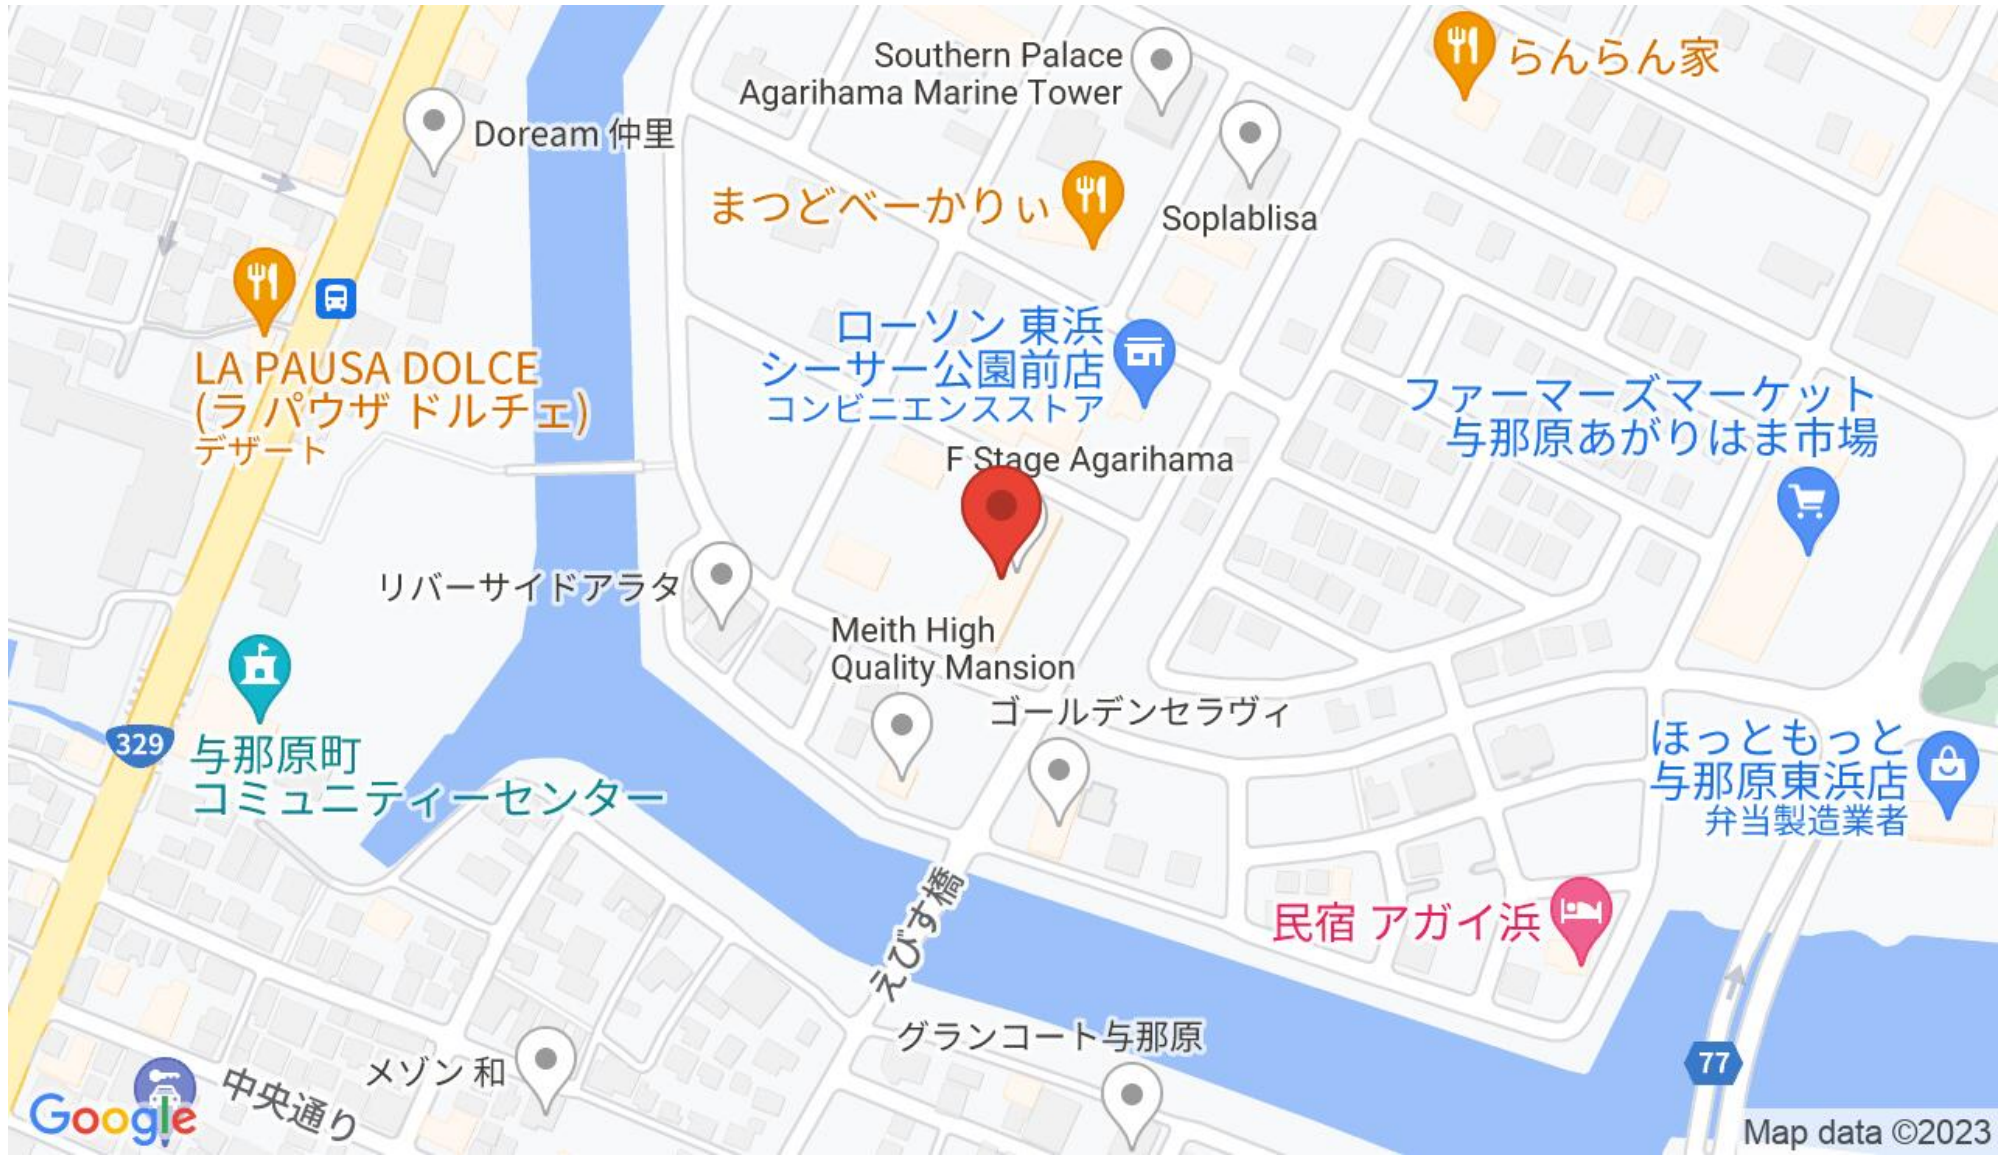 Southern Palace
Agarihama Marine Tower
らんらん家
Doream 仲里
まつどべーかりぃ
Soplablisa
LA PAUSA DOLCE
(ラ パウザ ドルチェ)
デザート
ローソン 東浜
シーサー公園前店
コンビニエンスストア
ファーマーズマーケット
与那原あがりはま市場
F Stage Agarihama
リバーサイドアラタ
Meith High
Quality Mansion
ゴールデンセラヴィ
329
与那原町
コミュニティーセンター
ほっともっと
与那原東浜店
弁当製造業者
えびす橋
民宿 アガイ浜
グランコート与那原
メゾン 和
77
中央通り
Google
Map data ©2023